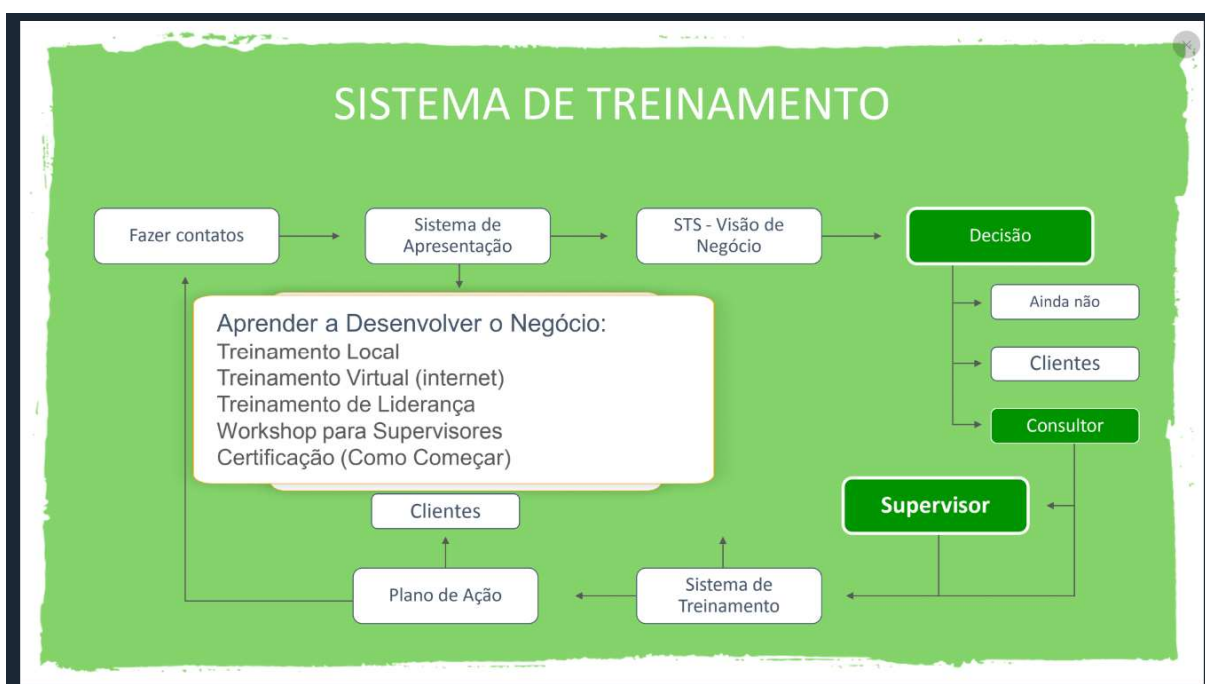 SISTEMA DE TREINAMENTO
Fazer contatos
Sistema de
Apresentação
STS - Visão de
Negócio
Decisão
Ainda não
Clientes
Consultor
Aprender a Desenvolver o Negócio:
Treinamento Local
Treinamento Virtual (internet)
Treinamento de Liderança
Workshop para Supervisores
Certificação (Como Começar)
Supervisor
Clientes
Plano de Ação
Sistema de
Treinamento